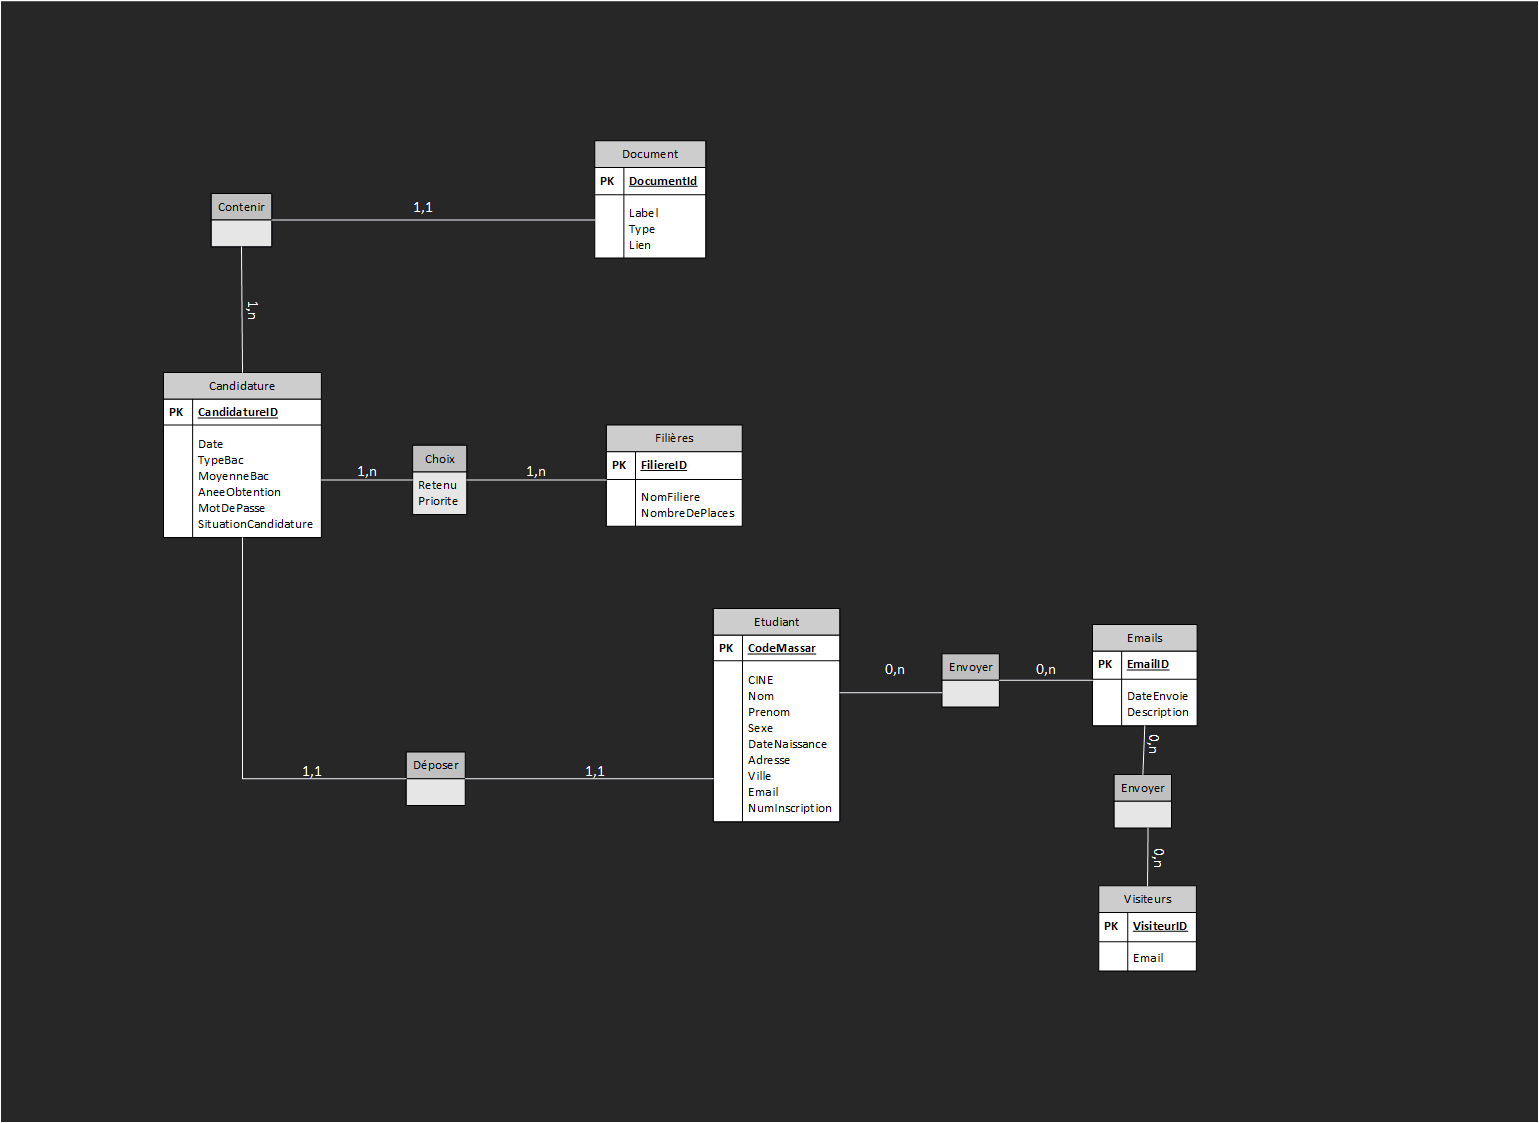 Document
PK DocumentId
Label
Type
Lien
Contenir
1,1
1,n
Candidature
PK CandidatureID
Date
TypeBac
MoyenneBac
AneeObtention
MotDePasse
SituationCandidature
1,n
Choix
Retenu
Priorite
1,n
Filières
PK FiliereID
NomFiliere
NombreDePlaces
Etudiant
PK CodeMassar
CINE
Nom
Prenom
Sexe
DateNaissance
Adresse
Ville
Email
NumInscription
0,n
Envoyer
0,n
Emails
PK EmailID
DateEnvoie
Description
0,n
1,1
Déposer
1,1
Envoyer
0,n
Visiteurs
PK VisiteurID
Email